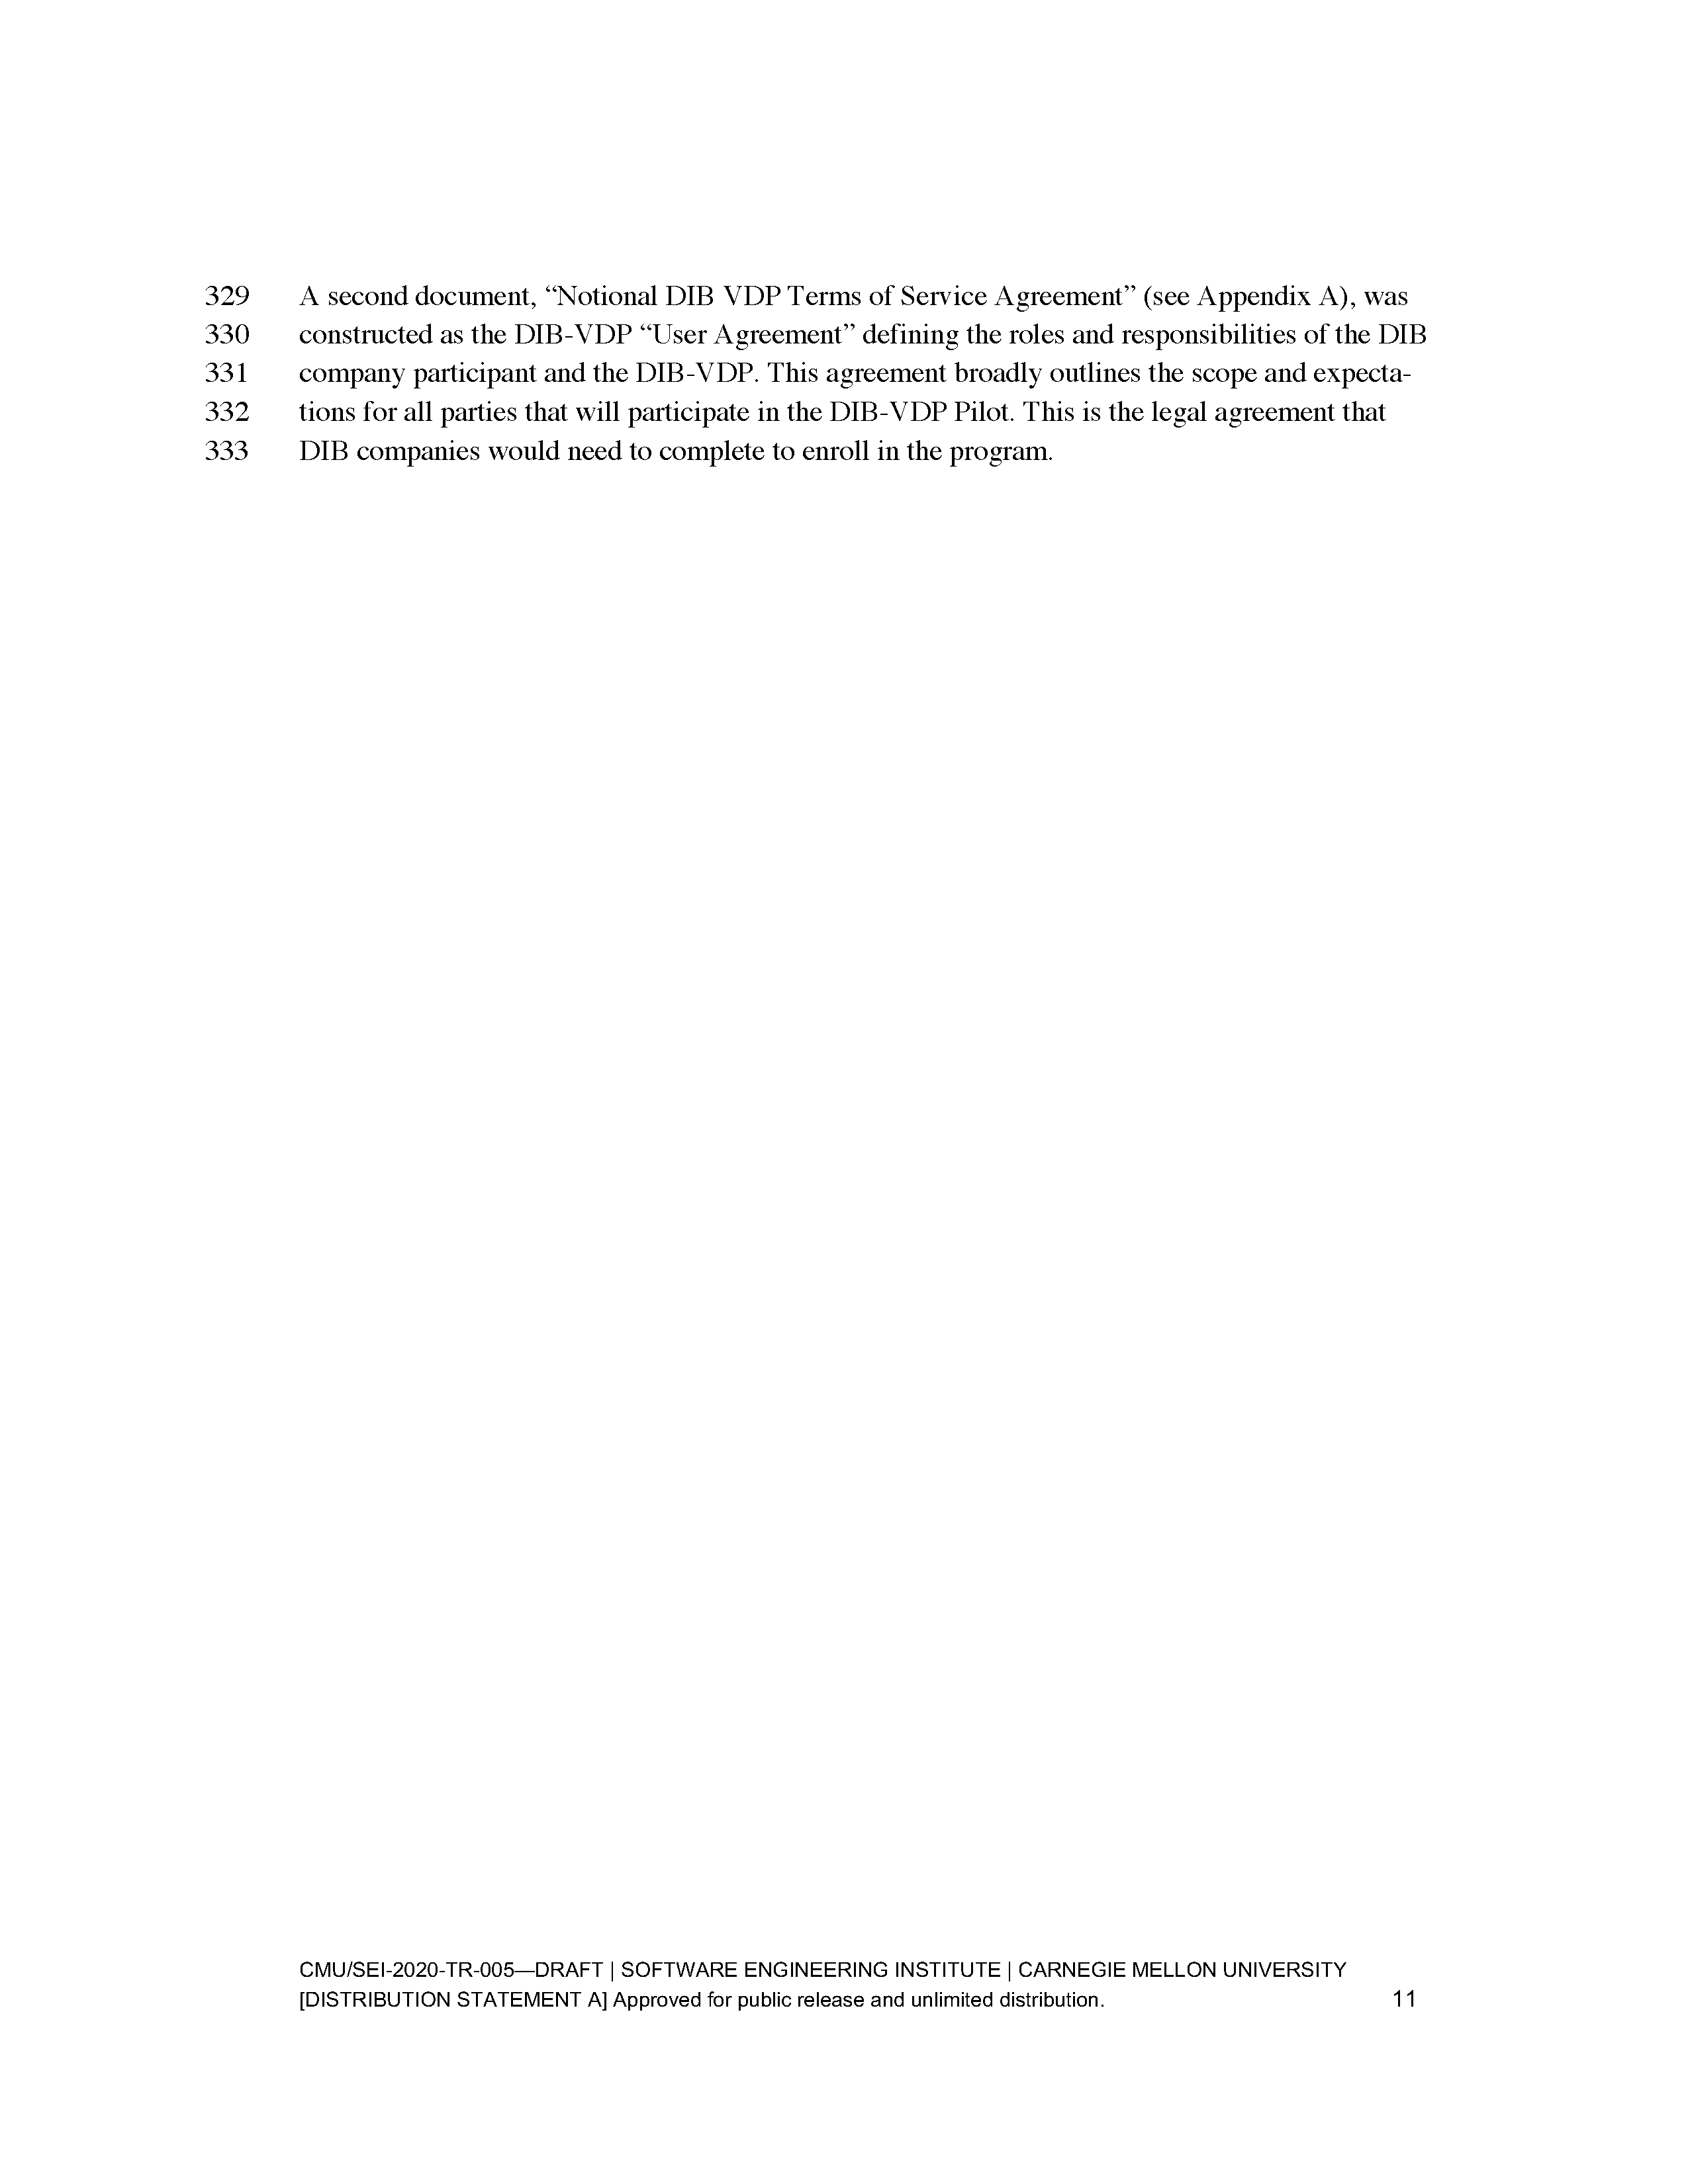 329 A second document, “Notional DIB VDP Terms of Service Agreement” (see Appendix A), was
330 constructed as the DIB-VDP “User Agreement” defining the roles and responsibilities of the DIB
331 company participant and the DIB-VDP. This agreement broadly outlines the scope and expecta-
332 tions for all parties that will participate in the DIB-VDP Pilot. This is the legal agreement that
333 DIB companies would need to complete to enroll in the program.
CMU/SEI-2020-TR-005—DRAFT | SOFTWARE ENGINEERING INSTITUTE | CARNEGIE MELLON UNIVERSITY
[DISTRIBUTION STATEMENT A] Approved for public release and unlimited distribution. 11